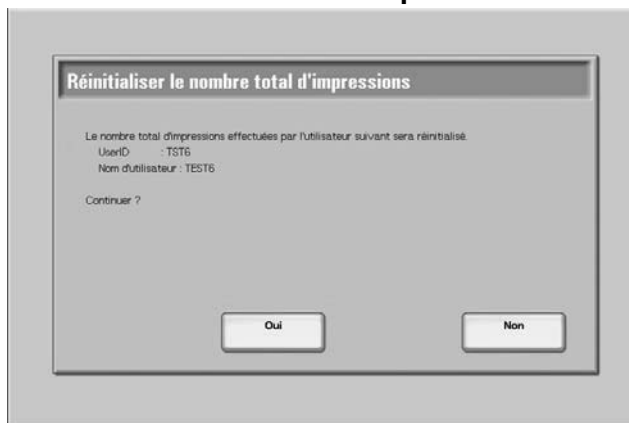 Réinitialiser le nombre total d'impressions
Le nombre total d'impressions effectuées par l'utilisateur suivant sera réinitialisé.
UserID : TST6
Nom d'utilisateur : TEST6
Continuer ?
Oui
Non